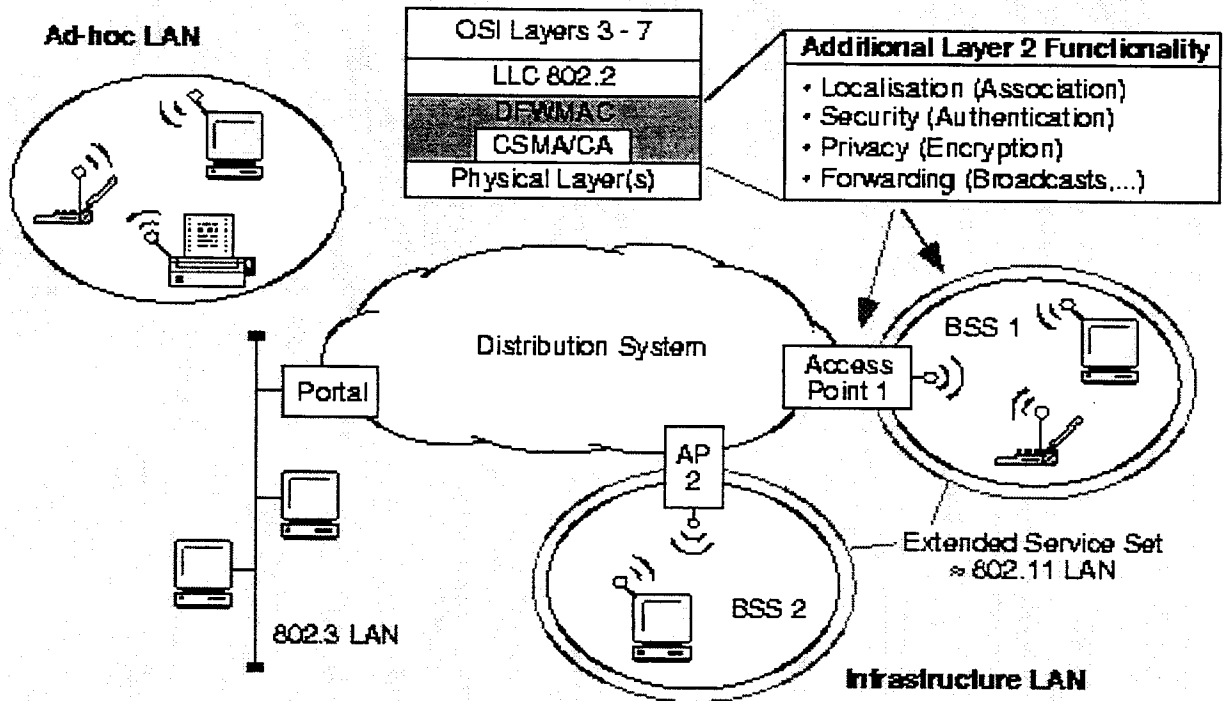 Ad-hoc LAN
OSI Layers 3 - 7
LLC 802.2
DFWMAC
CSMA/CA
Physical Layer(s)
Additional Layer 2 Functionality
• Localisation (Association)
• Security (Authentication)
• Privacy (Encryption)
• Forwarding (Broadcasts,...)
Distribution System
Portal
Access
Point 1
BSS 1
AP
2
BSS 2
Extended Service Set
≈ 802.11 LAN
802.3 LAN
Infrastructure LAN